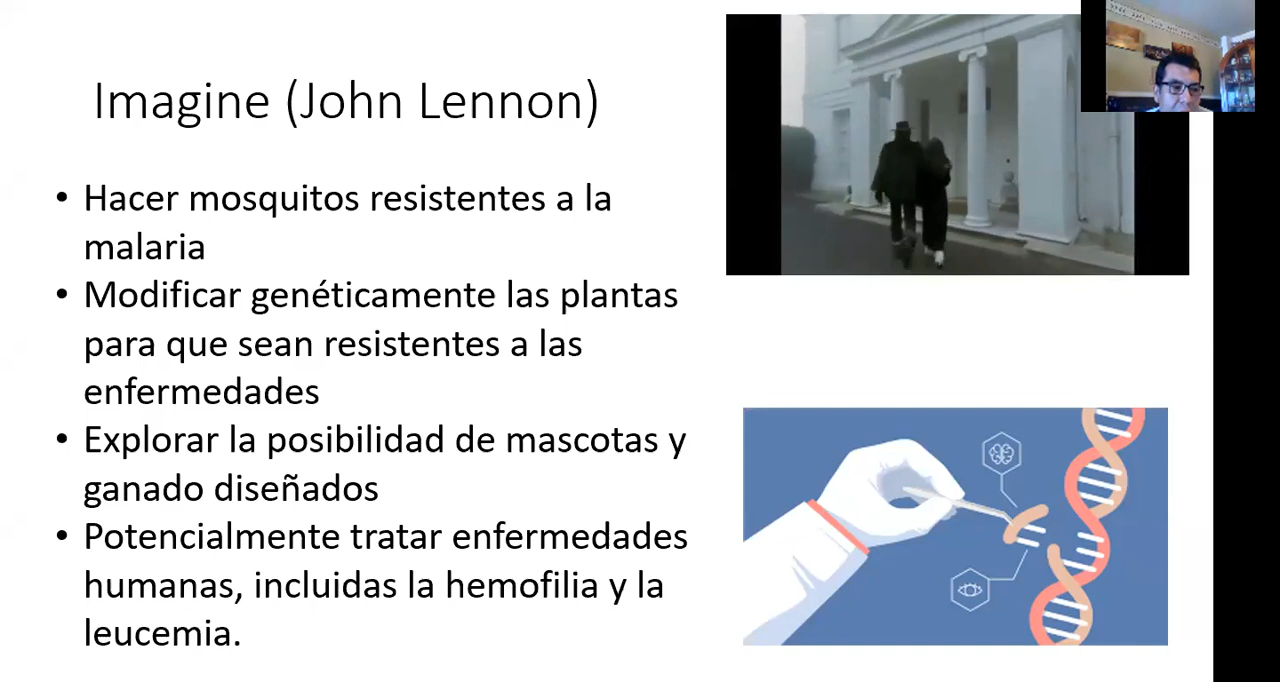 Imagine (John Lennon)
• Hacer mosquitos resistentes a la
malaria
• Modificar genéticamente las plantas
para que sean resistentes a las
enfermedades
• Explorar la posibilidad de mascotas y
ganado diseñados
• Potencialmente tratar enfermedades
humanas, incluidas la hemofilia y la
leucemia.